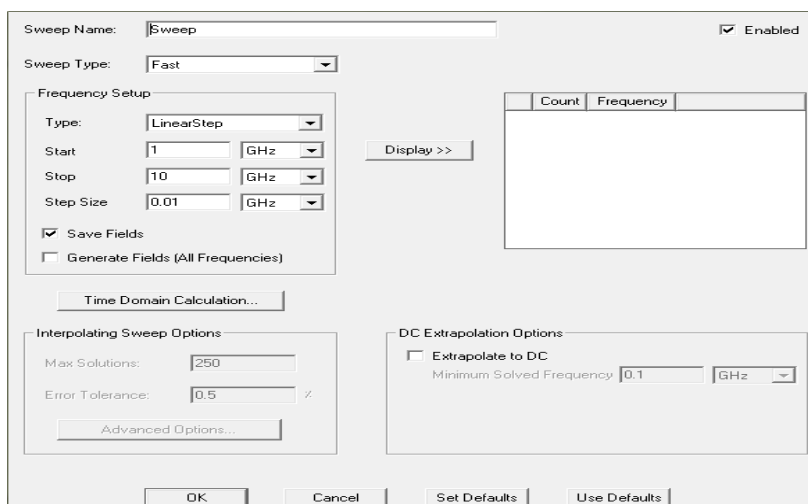 Sweep Name: Sweep Enabled
Sweep Type: Fast
Frequency Setup
Type: LinearStep
Start 1 GHz
Stop 10 GHz
Step Size 0.01 GHz
Save Fields
Generate Fields (All Frequencies)
Display >>
Count Frequency
Time Domain Calculation...
Interpolating Sweep Options
Max Solutions: 250
Error Tolerance: 0.5 %
Advanced Options...
DC Extrapolation Options
Extrapolate to DC
Minimum Solved Frequency 0.1 GHz
OK Cancel Set Defaults Use Defaults